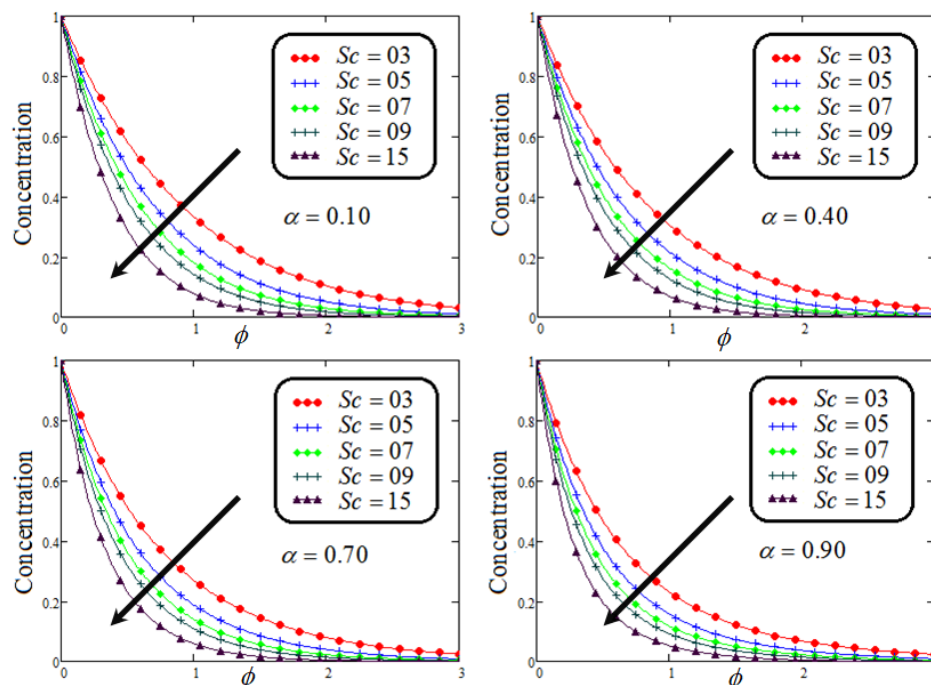 1
0.8
0.6
0.4
0.2
0
Concentration
Sc = 03
Sc = 05
Sc = 07
Sc = 09
Sc = 15
α = 0.10
0 1 2 3
ϕ
1
0.8
0.6
0.4
0.2
0
Concentration
Sc = 03
Sc = 05
Sc = 07
Sc = 09
Sc = 15
α = 0.40
0 1 2
ϕ
1
0.8
0.6
0.4
0.2
0
Concentration
Sc = 03
Sc = 05
Sc = 07
Sc = 09
Sc = 15
α = 0.70
0 1 2 3
ϕ
1
0.8
0.6
0.4
0.2
0
Concentration
Sc = 03
Sc = 05
Sc = 07
Sc = 09
Sc = 15
α = 0.90
0 1 2
ϕ